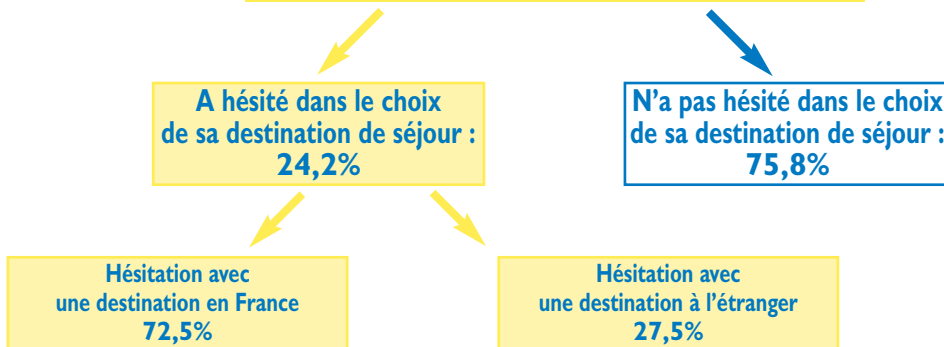 A hésité dans le choix
de sa destination de séjour :
24,2%
N'a pas hésité dans le choix
de sa destination de séjour :
75,8%
Hésitation avec
une destination en France
72,5%
Hésitation avec
une destination à l'étranger
27,5%